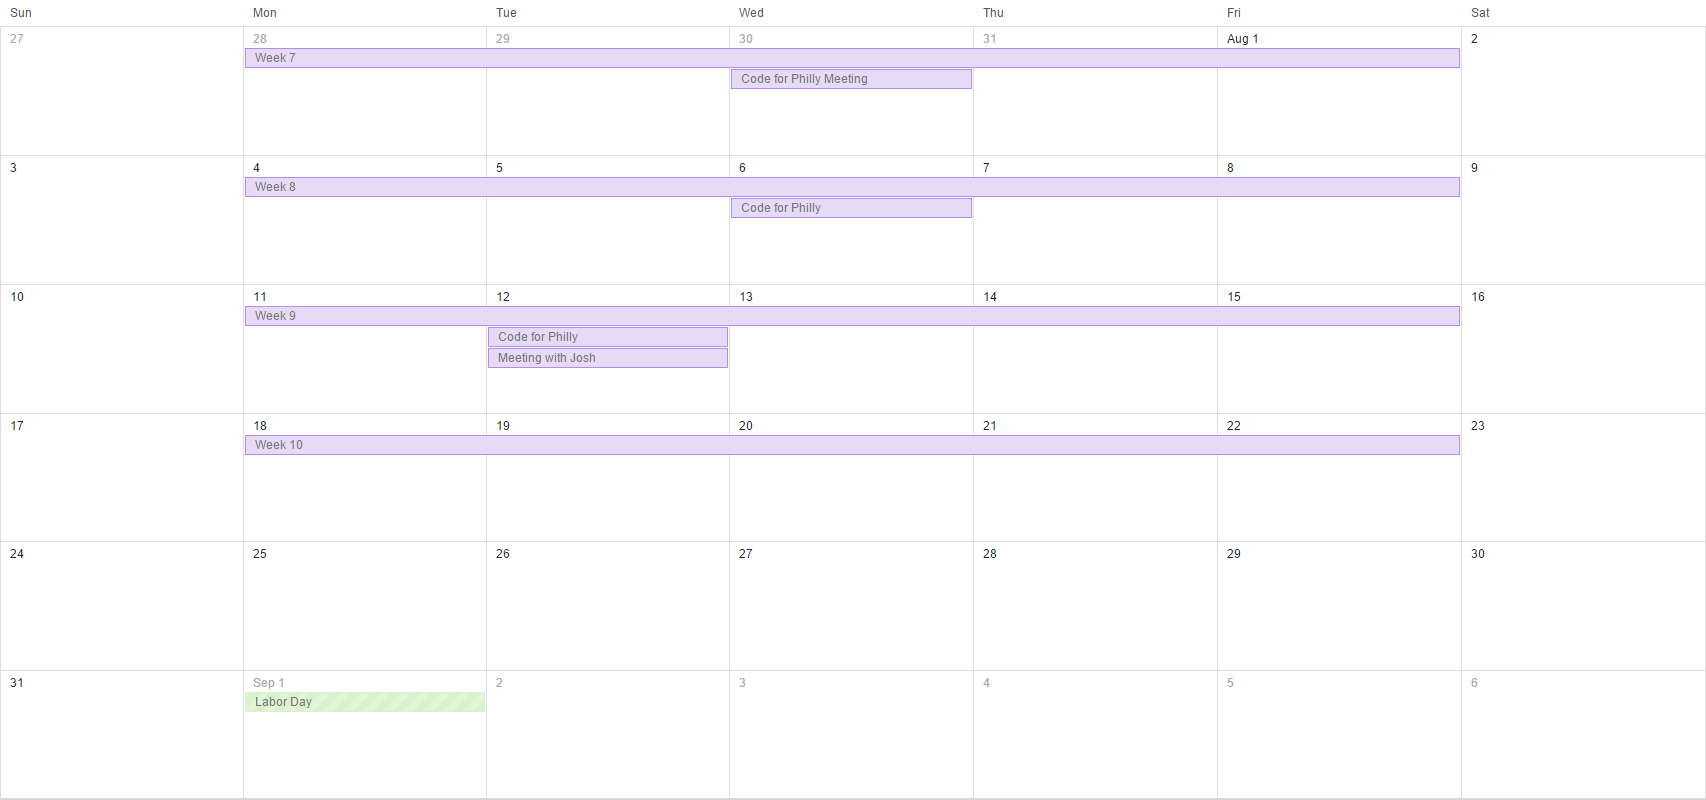 Sun Mon Tue Wed Thu Fri Sat
27 28 29 30 31 Aug 1 2
Week 7
Code for Philly Meeting
3 4 5 6 7 8 9
Week 8
Code for Philly
10 11 12 13 14 15 16
Week 9
Code for Philly
Meeting with Josh
17 18 19 20 21 22 23
Week 10
24 25 26 27 28 29 30
31 Sep 1 2 3 4 5 6
Labor Day